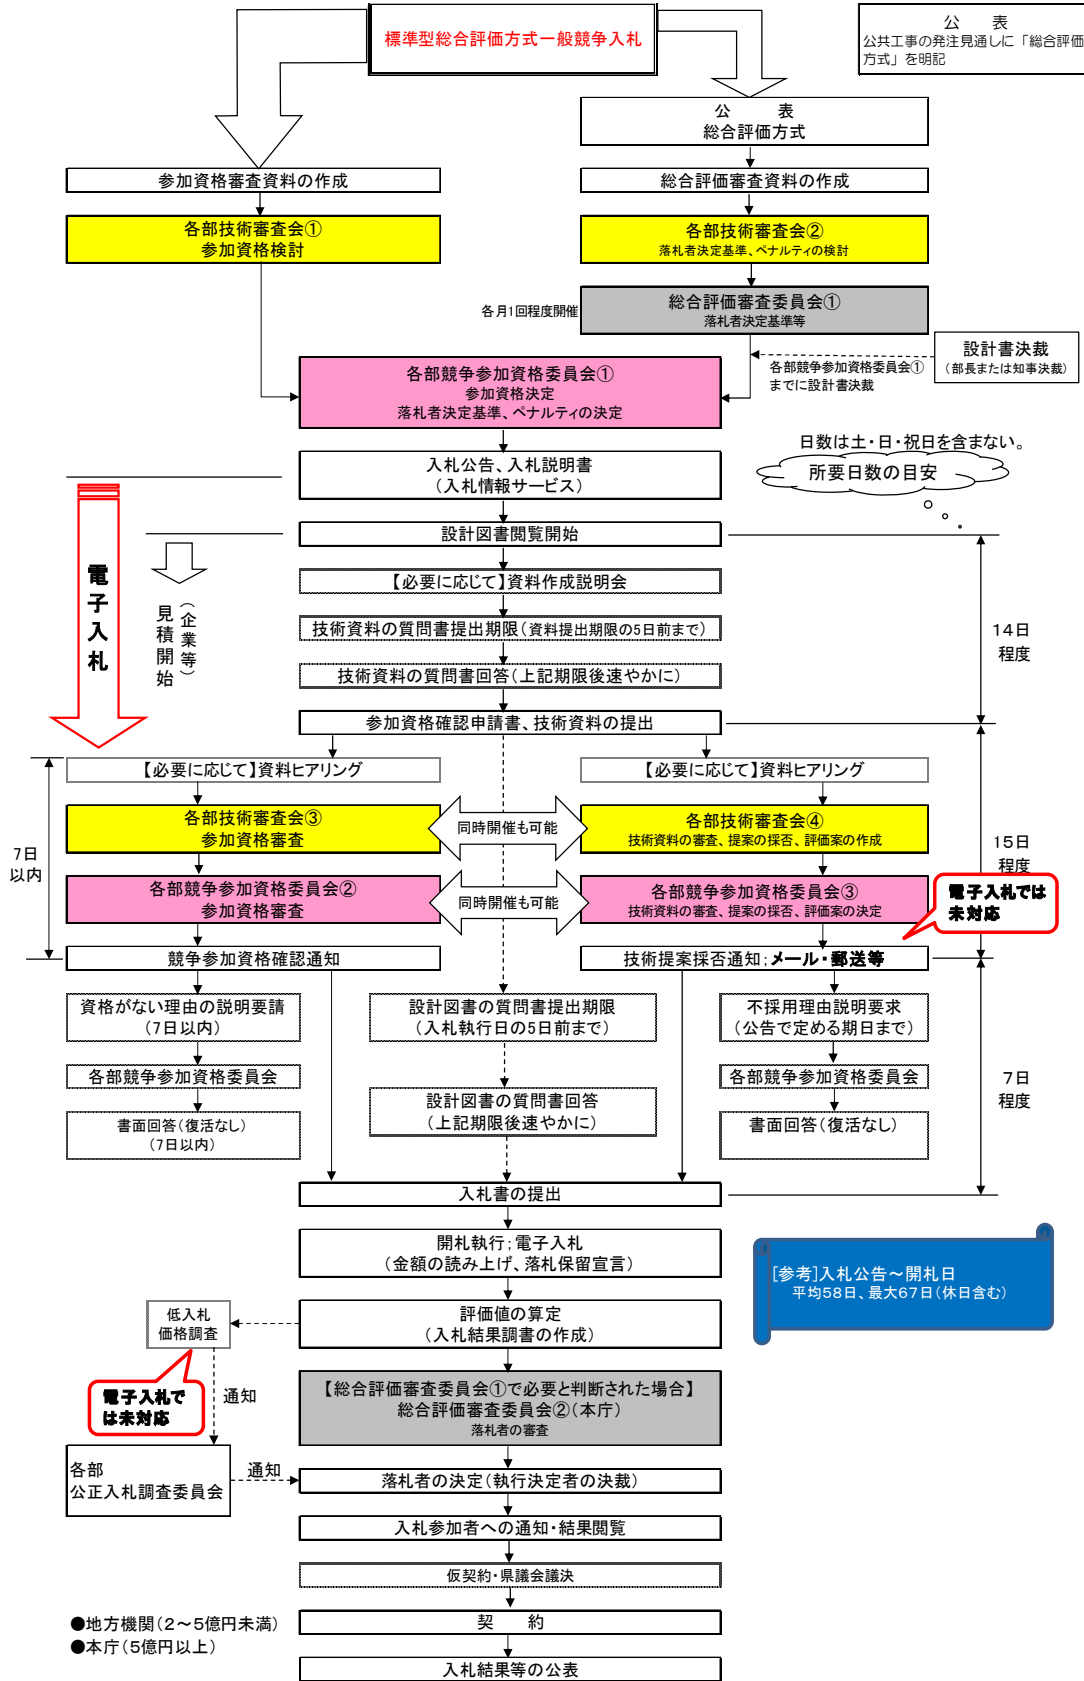 標準型総合評価方式一般競争入札
公　表
公共工事の発注見通しに「総合評価
方式」を明記
公　表
総合評価方式
参加資格審査資料の作成
総合評価審査資料の作成
各部技術審査会①
参加資格検討
各部技術審査会②
落札者決定基準、ペナルティの検討
各月1回程度開催
総合評価審査委員会①
落札者決定基準等
設計書決裁
(部長または知事決裁)
各部競争参加資格委員会①
までに設計書決裁
各部競争参加資格委員会①
参加資格決定
落札者決定基準、ペナルティの決定
日数は土・日・祝日を含まない。
所要日数の目安
入札公告、入札説明書
(入札情報サービス)
設計図書閲覧開始
電子入札
(企業等)
見積開始
【必要に応じて】資料作成説明会
技術資料の質問書提出期限(資料提出期限の5日前まで)
技術資料の質問書回答(上記期限後速やかに)
14日
程度
参加資格確認申請書、技術資料の提出
【必要に応じて】資料ヒアリング
【必要に応じて】資料ヒアリング
各部技術審査会③
参加資格審査
同時開催も可能
各部技術審査会④
技術資料の審査、提案の採否、評価案の作成
7日
以内
15日
程度
各部競争参加資格委員会②
参加資格審査
同時開催も可能
各部競争参加資格委員会③
技術資料の審査、提案の採否、評価案の決定
電子入札では
未対応
競争参加資格確認通知
技術提案採否通知;メール・郵送等
資格がない理由の説明要請
(7日以内)
設計図書の質問書提出期限
(入札執行日の5日前まで)
不採用理由説明要求
(公告で定める期日まで)
各部競争参加資格委員会
各部競争参加資格委員会
7日
程度
設計図書の質問書回答
(上記期限後速やかに)
書面回答(復活なし)
(7日以内)
書面回答(復活なし)
入札書の提出
開札執行;電子入札
(金額の読み上げ、落札保留宣言)
[参考]入札公告～開札日
平均58日、最大67日(休日含む)
評価値の算定
(入札結果調書の作成)
低入札
価格調査
電子入札で
は未対応
通知
【総合評価審査委員会①で必要と判断された場合】
総合評価審査委員会②(本庁)
落札者の審査
各部
公正入札調査委員会
通知
落札者の決定(執行決定者の決裁)
入札参加者への通知・結果閲覧
仮契約・県議会議決
●地方機関(2～5億円未満)
●本庁(5億円以上)
契　約
入札結果等の公表